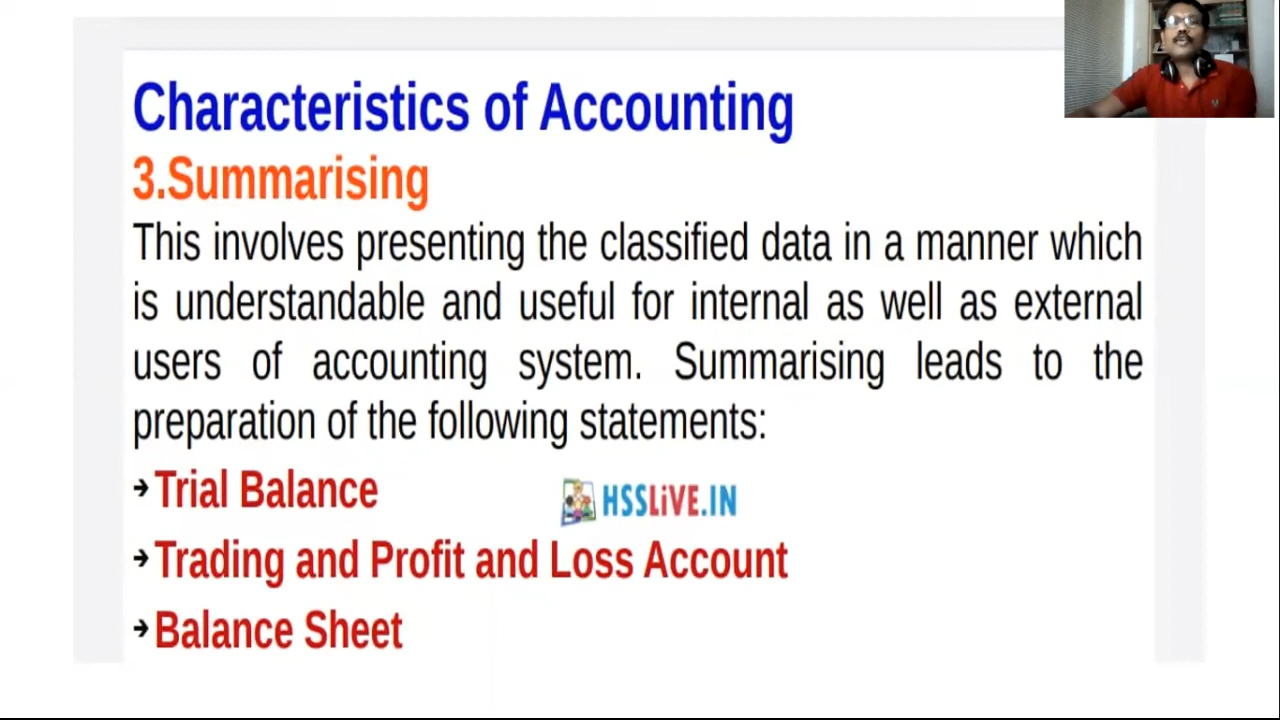 Characteristics of Accounting
3.Summarising
This involves presenting the classified data in a manner which
is understandable and useful for internal as well as external
users of accounting system. Summarising leads to the
preparation of the following statements:
➔Trial Balance
HSSLiVE.IN
➔Trading and Profit and Loss Account
➔Balance Sheet